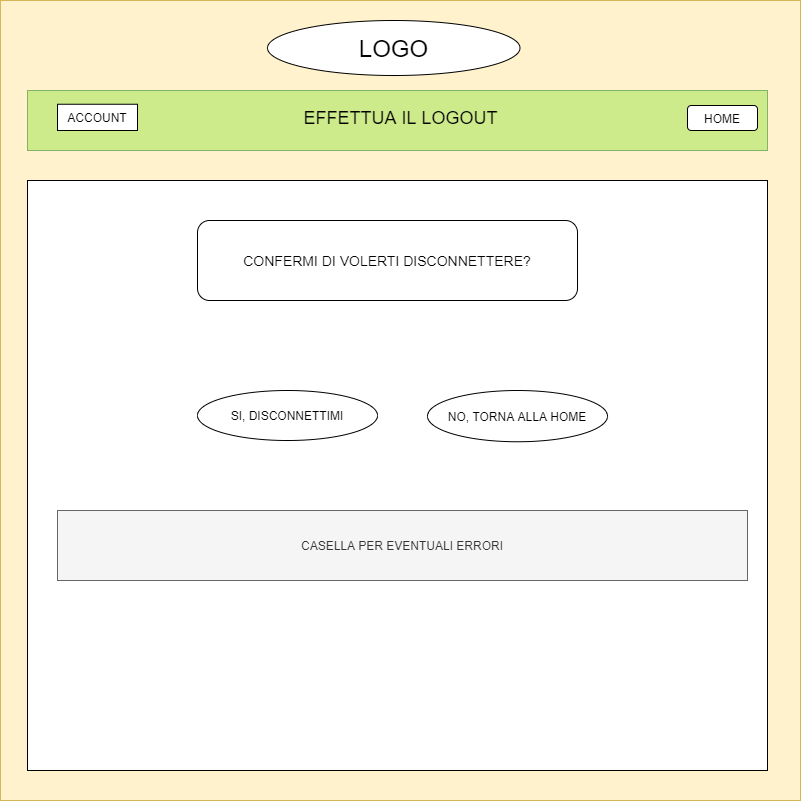 LOGO
ACCOUNT
EFFETTUA IL LOGOUT
HOME
CONFERMI DI VOLERTI DISCONNETTERE?
SI, DISCONNETTIMI
NO, TORNA ALLA HOME
CASELLA PER EVENTUALI ERRORI